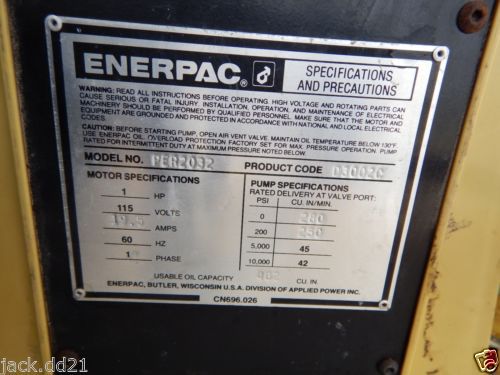 ENERPAC®
SPECIFICATIONS
AND PRECAUTIONS
WARNING: READ ALL INSTRUCTIONS BEFORE OPERATING. HIGH VOLTAGE AND ROTATING PARTS CAN
CAUSE SERIOUS OR FATAL INJURY. INSTALLATION, OPERATION, AND MAINTENANCE OF ELECTRICAL
MACHINERY SHOULD BE PERFORMED BY QUALIFIED PERSONNEL. MAKE SURE THAT THE MOTOR AND
EQUIPMENT ARE GROUNDED AND PROTECTED IN ACCORDANCE WITH NATIONAL AND LOCAL ELECTRICAL
CODES.
CAUTION: BEFORE STARTING PUMP, OPEN AIR VENT VALVE. MAINTAIN OIL TEMPERATURE BELOW 130°F.
USE ENERPAC OIL. OVERLOAD PROTECTION FACTORY SET FOR MAX. PRESSURE OPERATION. PUMP
RATED FOR INTERMITTENT DUTY AT MAXIMUM BY MAXIMUM PRESSURE.
MODEL NO. PER2032 PRODUCT CODE D3002C
MOTOR SPECIFICATIONS
1 HP
115 VOLTS
19.5 AMPS
60 HZ
1 PHASE
PUMP SPECIFICATIONS
RATED DELIVERY AT VALVE PORT:
PSI CU. IN/MIN.
0 260
200 250
5,000 45
10,000 42
USABLE OIL CAPACITY CU. IN.
ENERPAC, BUTLER, WISCONSIN U.S.A. DIVISION OF APPLIED POWER INC.
CN696.026
jack.dd21